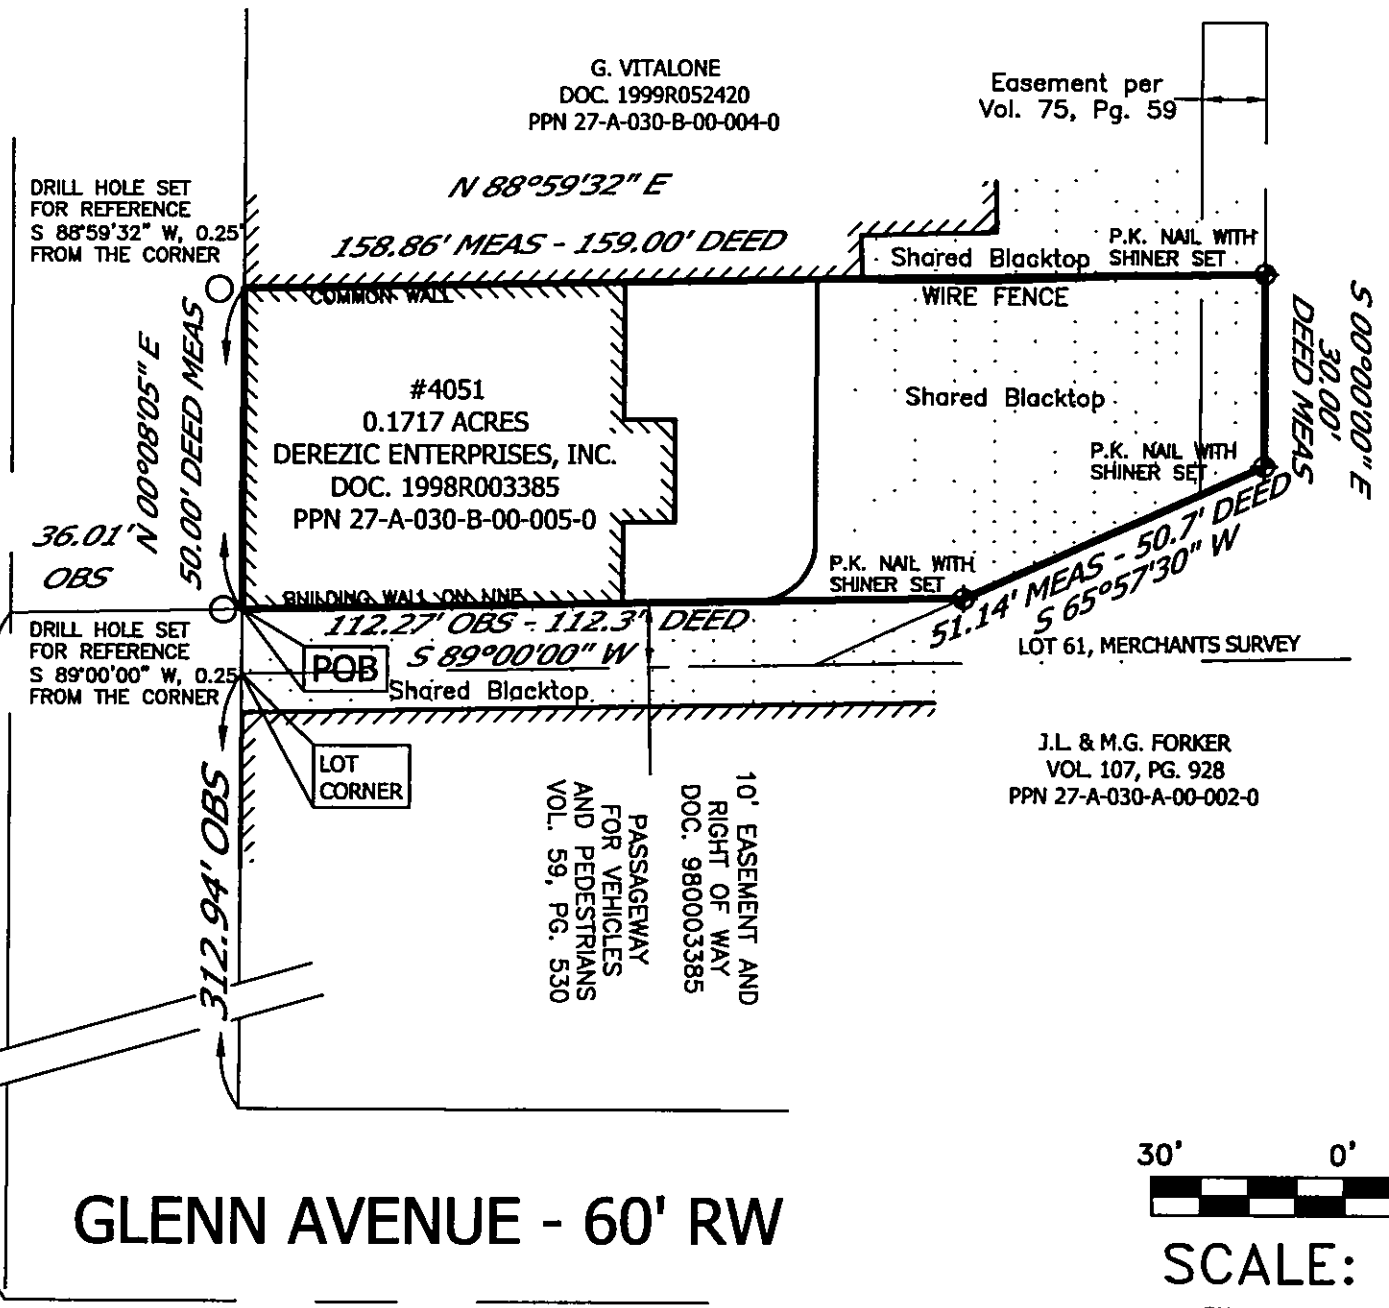 G. VITALONE
DOC. 1999R052420
PPN 27-A-030-B-00-004-0
Easement per
Vol. 75, Pg. 59
DRILL HOLE SET
FOR REFERENCE
S 88°59'32" W, 0.25'
FROM THE CORNER
N 88°59'32" E
158.86' MEAS - 159.00' DEED
Shared Blacktop
P.K. NAIL WITH
SHINER SET
COMMON WALL
WIRE FENCE
S 00°00'00" E
30.00'
DEED MEAS
N 00°08'05" E
50.00' DEED MEAS
#4051
0.1717 ACRES
DEREZIC ENTERPRISES, INC.
DOC. 1998R003385
PPN 27-A-030-B-00-005-0
Shared Blacktop
P.K. NAIL WITH
SHINER SET
36.01'
OBS
P.K. NAIL WITH
SHINER SET
51.14' MEAS - 50.7' DEED
S 65°57'30" W
BUILDING WALL ON LINE
112.27' OBS - 112.3' DEED
S 89°00'00" W
DRILL HOLE SET
FOR REFERENCE
S 89°00'00" W, 0.25'
FROM THE CORNER
POB
Shared Blacktop
LOT 61, MERCHANTS SURVEY
LOT
CORNER
J.L. & M.G. FORKER
VOL. 107, PG. 928
PPN 27-A-030-A-00-002-0
312.94' OBS
10' EASEMENT AND
RIGHT OF WAY
DOC. 980003385
PASSAGEWAY
FOR VEHICLES
AND PEDESTRIANS
VOL. 59, PG. 530
30' 0'
GLENN AVENUE - 60' RW
SCALE: